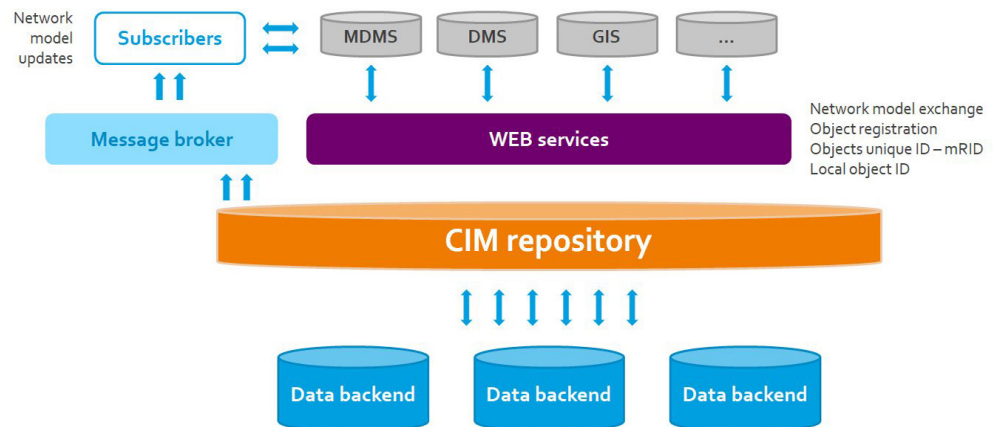 Network
model
updates
Subscribers
MDMS
DMS
GIS
...
Message broker
WEB services
Network model exchange
Object registration
Objects unique ID – mRID
Local object ID
CIM repository
Data backend
Data backend
Data backend